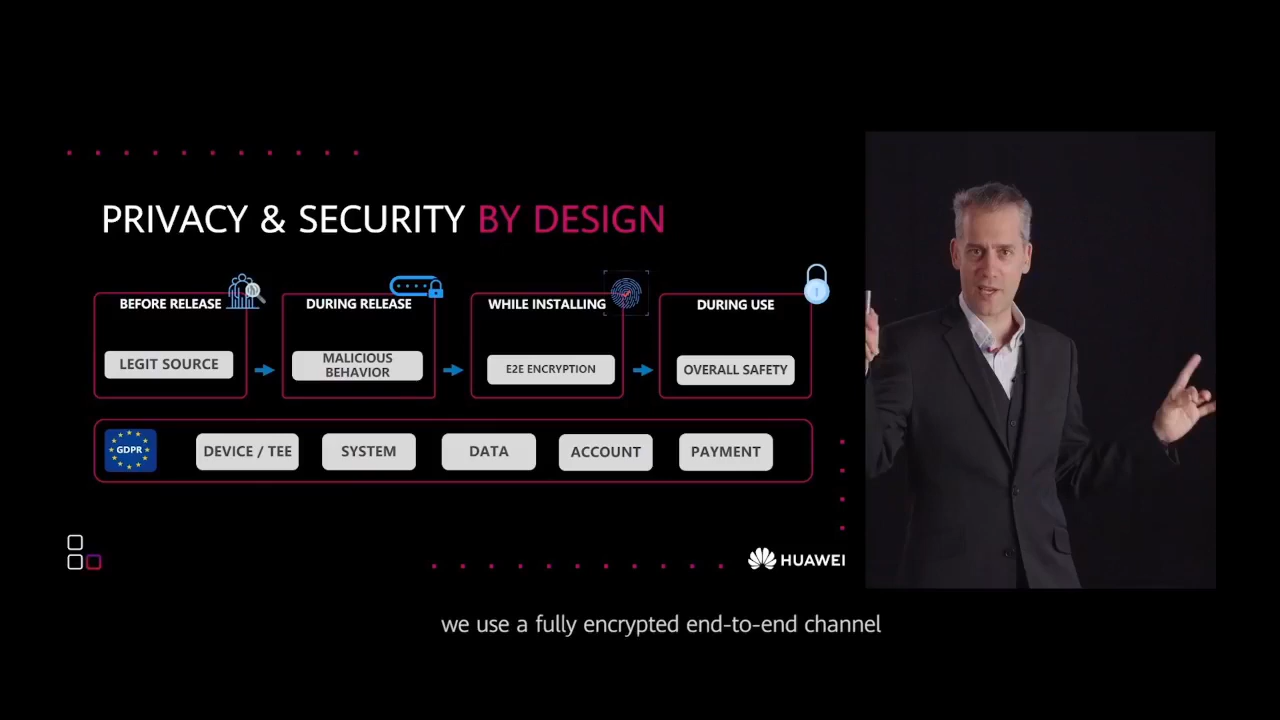 PRIVACY & SECURITY BY DESIGN
BEFORE RELEASE
LEGIT SOURCE
DURING RELEASE
MALICIOUS
BEHAVIOR
WHILE INSTALLING
E2E ENCRYPTION
DURING USE
OVERALL SAFETY
GDPR
DEVICE / TEE
SYSTEM
DATA
ACCOUNT
PAYMENT
HUAWEI
we use a fully encrypted end-to-end channel